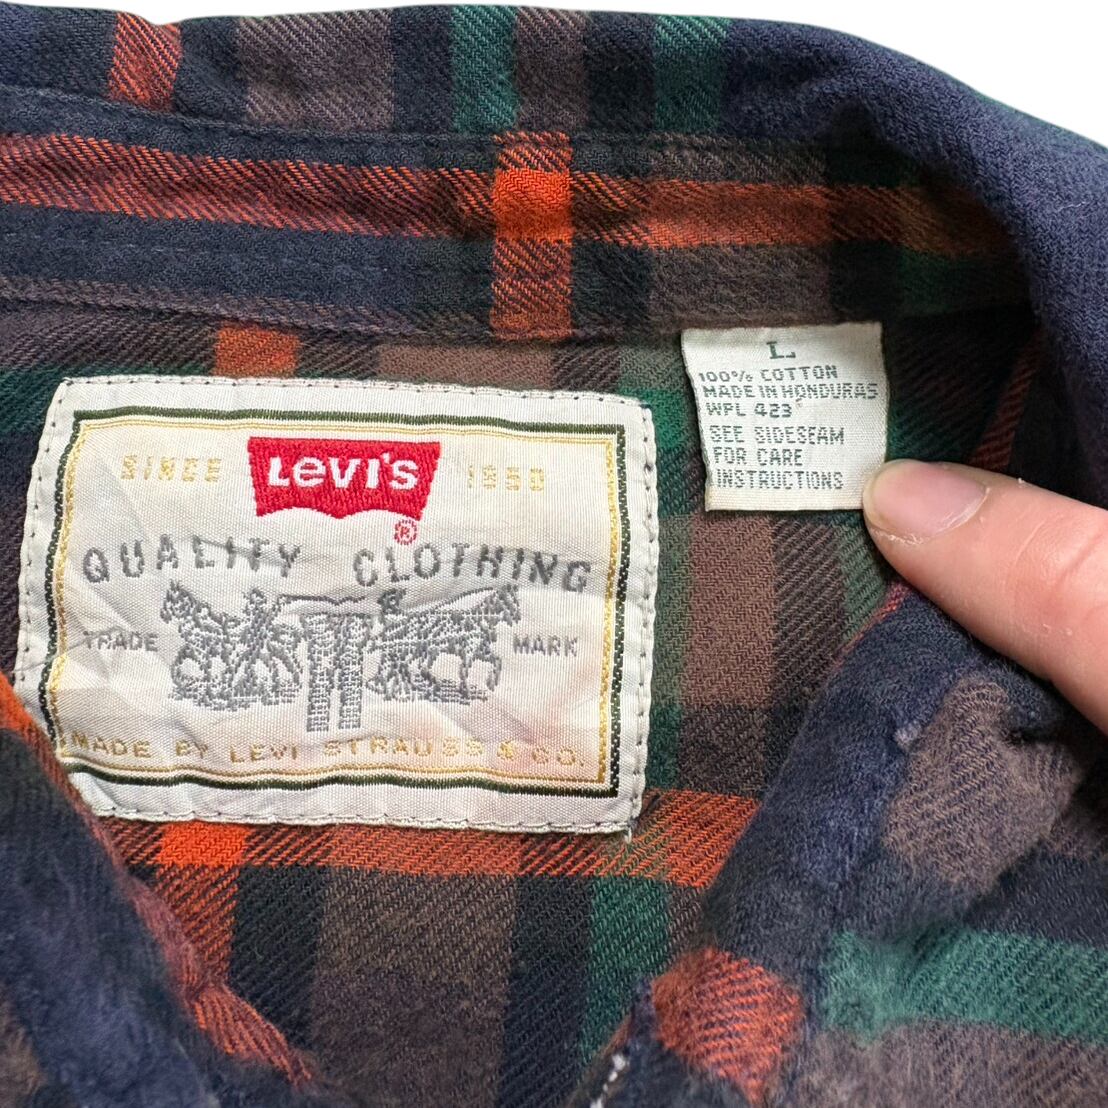 SINCE LEVI'S 1850
®
QUALITY CLOTHING
TRADE MARK
MADE BY LEVI STRAUSS & CO.
L
100% COTTON
MADE IN HONDURAS
WPL 423
SEE SIDESEAM
FOR CARE
INSTRUCTIONS